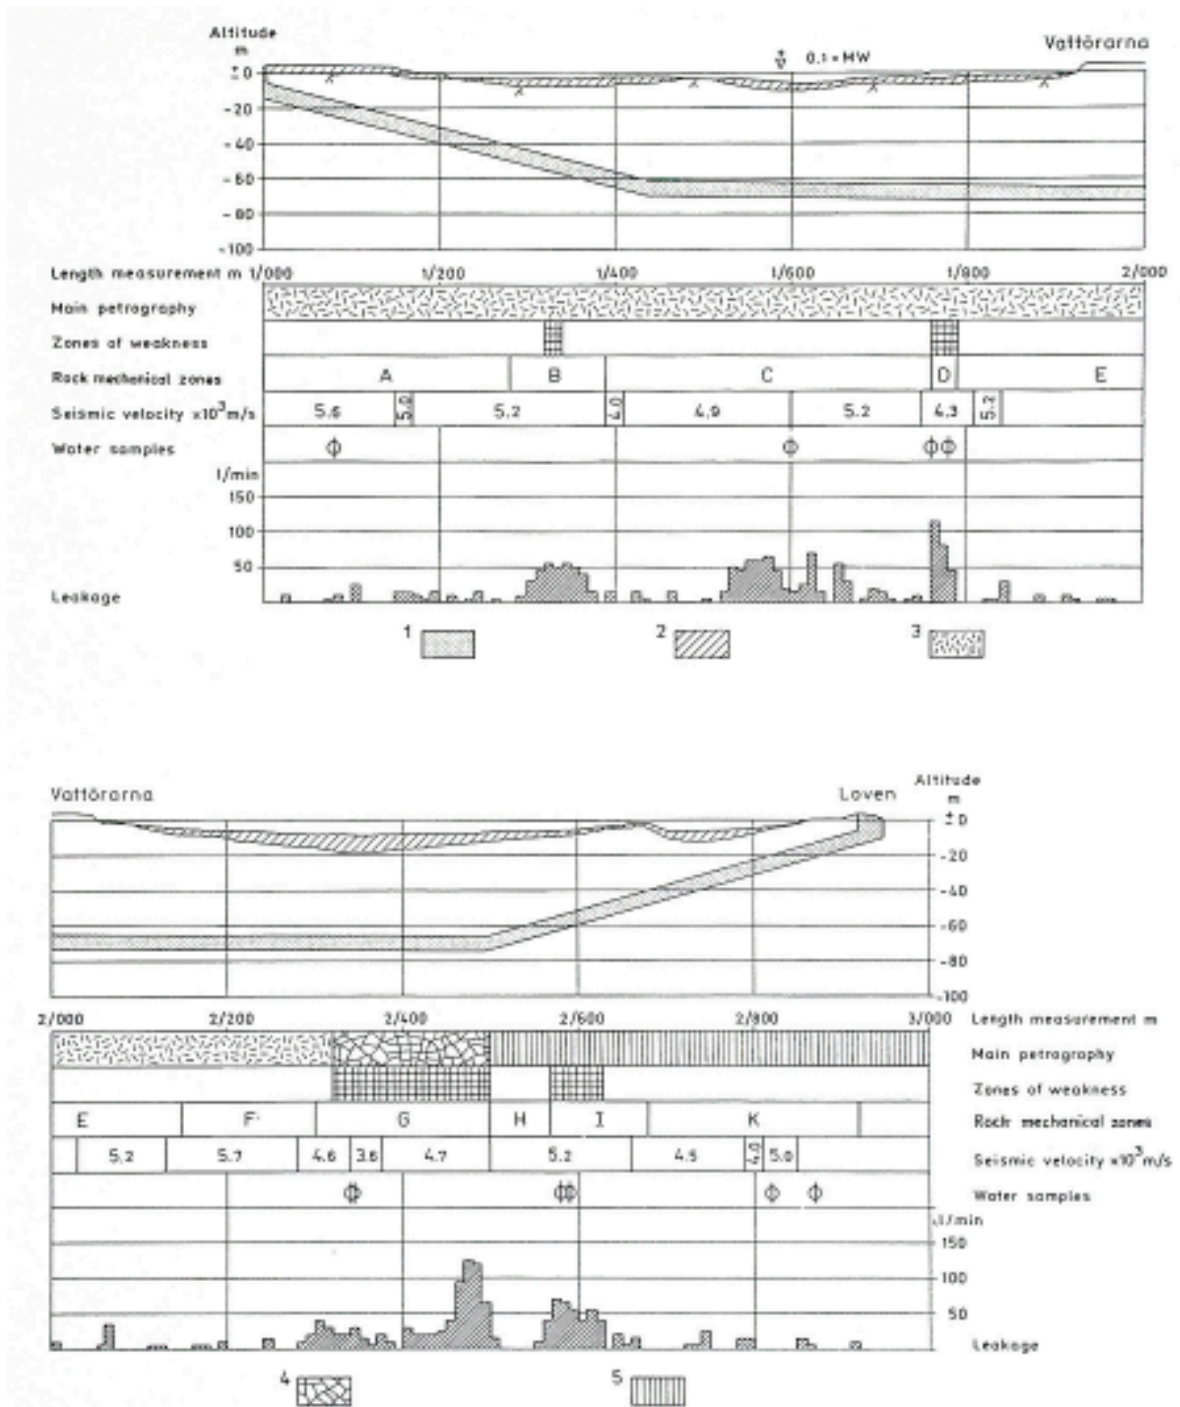 Altitude
m
± 0
0.1 = MW
Vattörarna
-20
-40
-60
-80
-100
Length measurement m 1/000 1/200 1/400 1/600 1/800 2/000
Main petrography
Zones of weakness
Rock mechanical zones A B C D E
Seismic velocity x10³m/s 5.6 5.0 5.2 4.0 4.9 5.2 4.3 5.2
Water samples
l/min
150
100
50
Leakage
1 2 3
Vattörarna Loven Altitude
m
± 0
-20
-40
-60
-80
-100
2/000 2/200 2/400 2/600 2/800 3/000 Length measurement m
Main petrography
Zones of weakness
E F G H I K Rock mechanical zones
5.2 5.7 4.6 3.6 4.7 5.2 4.5 4.0 5.0 Seismic velocity x10³m/s
Water samples
l/min
150
100
50
Leakage
4 5